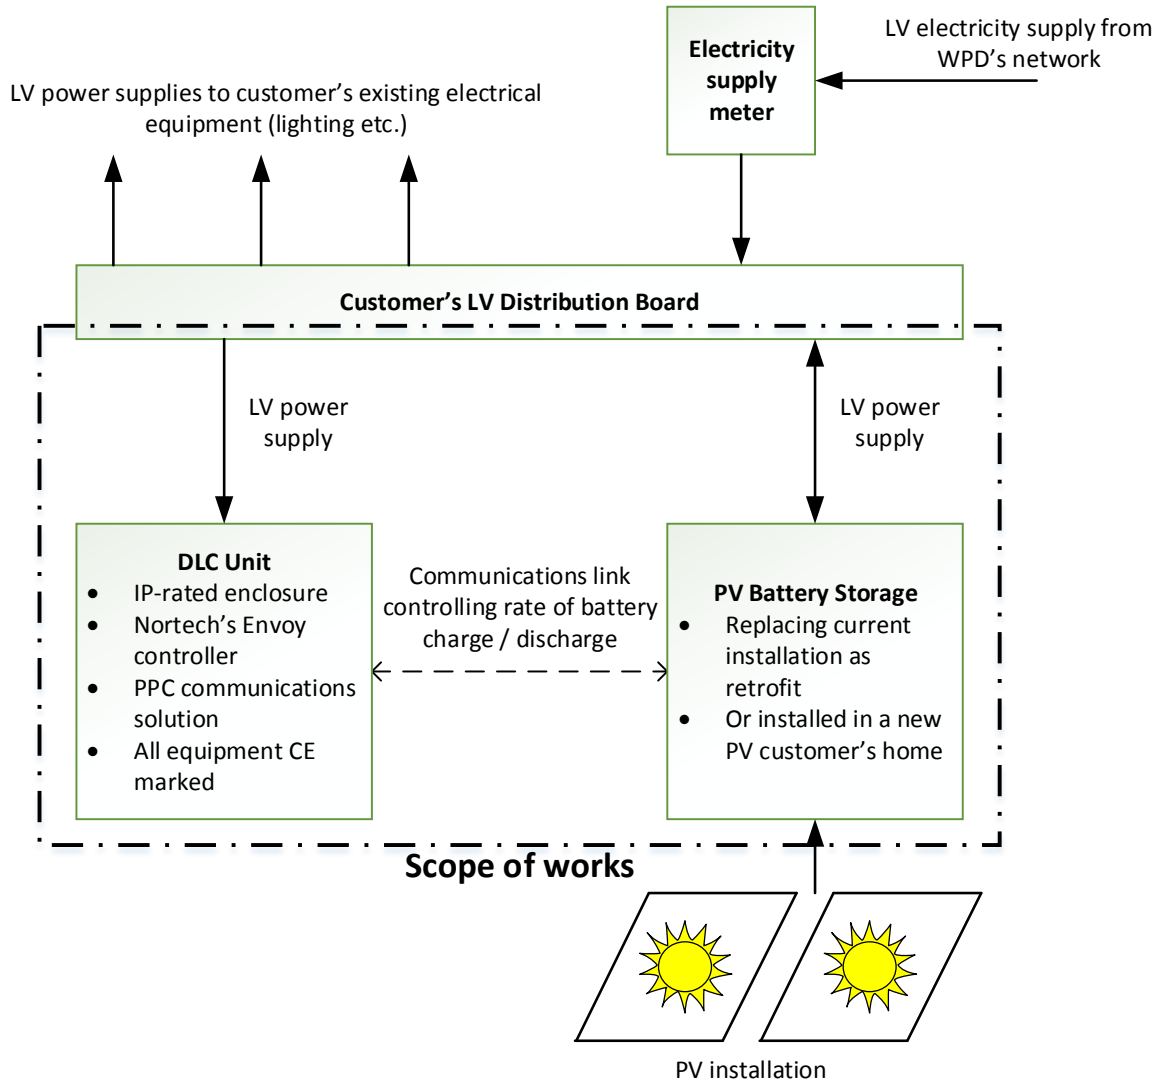 LV electricity supply from
WPD's network
Electricity
supply
meter
LV power supplies to customer's existing electrical
equipment (lighting etc.)
Customer's LV Distribution Board
LV power
supply
LV power
supply
DLC Unit
• IP-rated enclosure
• Nortech's Envoy
controller
• PPC communications
solution
• All equipment CE
marked
Communications link
controlling rate of battery
charge / discharge
PV Battery Storage
• Replacing current
installation as
retrofit
• Or installed in a new
PV customer's home
Scope of works
PV installation